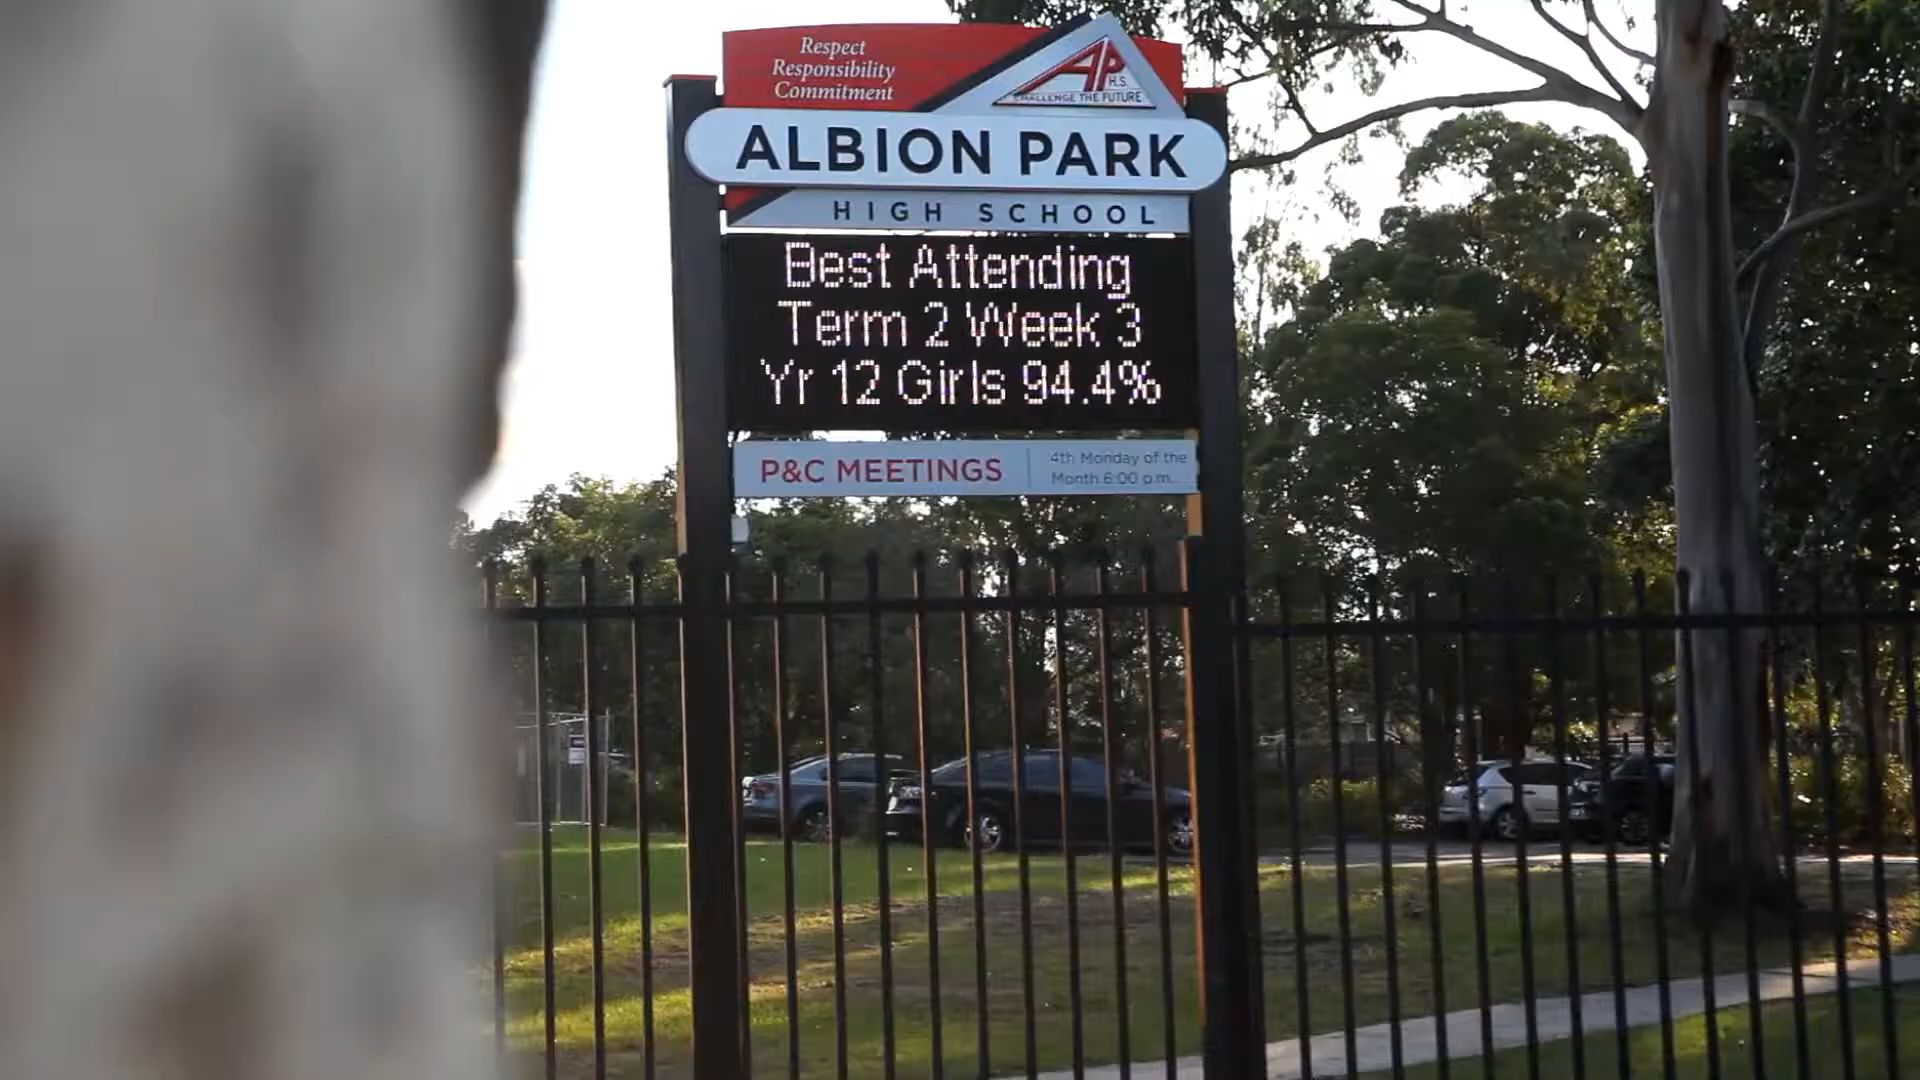 Respect
Responsibility
Commitment
AP H.S.
CHALLENGE THE FUTURE
ALBION PARK
HIGH SCHOOL
Best Attending
Term 2 Week 3
Yr 12 Girls 94.4%
P&C MEETINGS
4th Monday of the
Month 6:00 p.m.